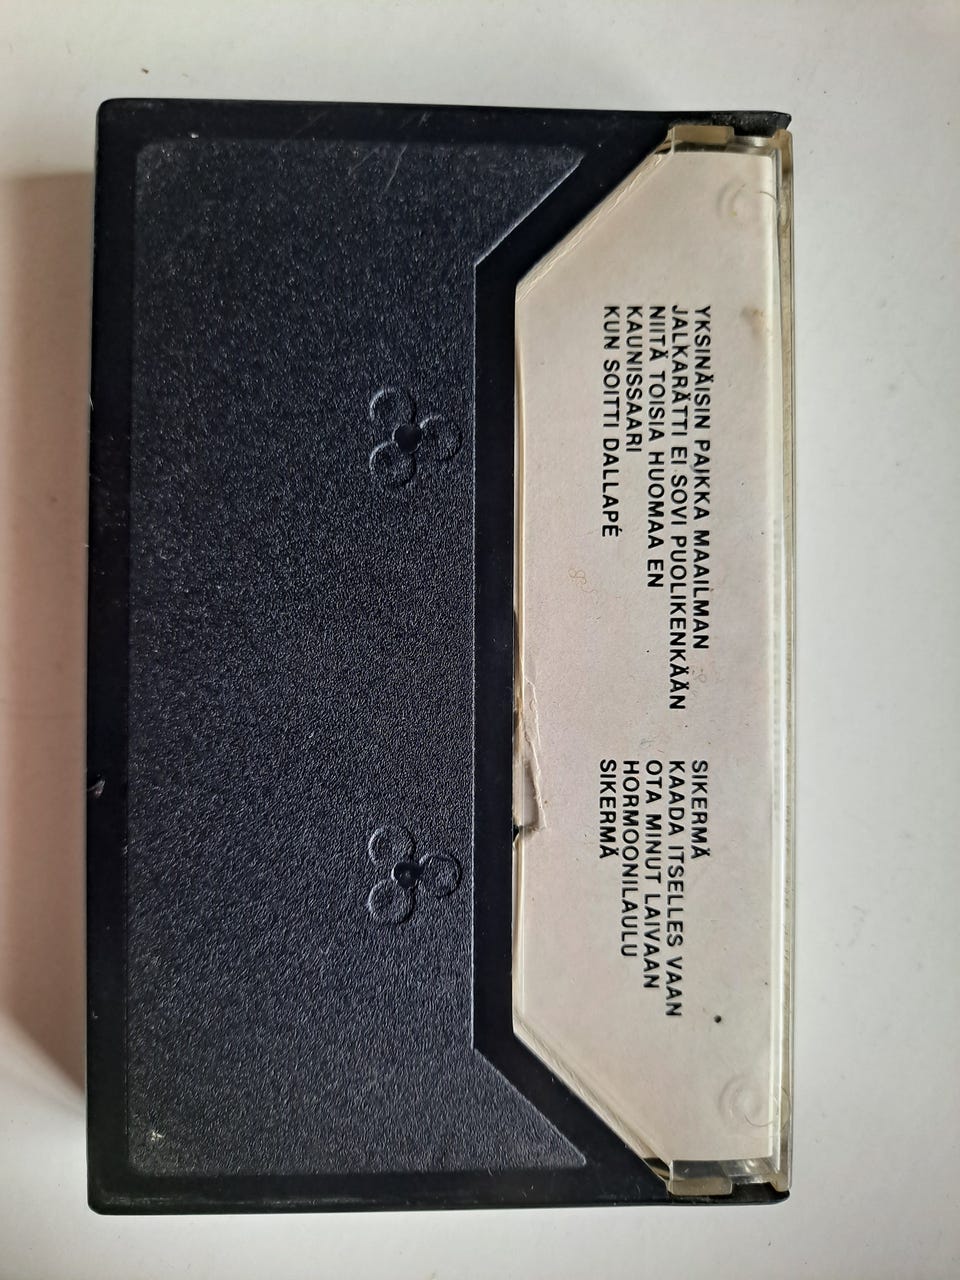 YKSINÄISIN PAIKKA MAAILMAN
JALKARÄTTI EI SOVI PUOLIKENKÄÄN
NIITÄ TOISIA HUOMAA EN
KAUNISSAARI
KUN SOITTI DALLAPÉ
SIKERMÄ
KAADA ITSELLES VAAN
OTA MINUT LAIVAAN
HORMOONILAULU
SIKERMÄ